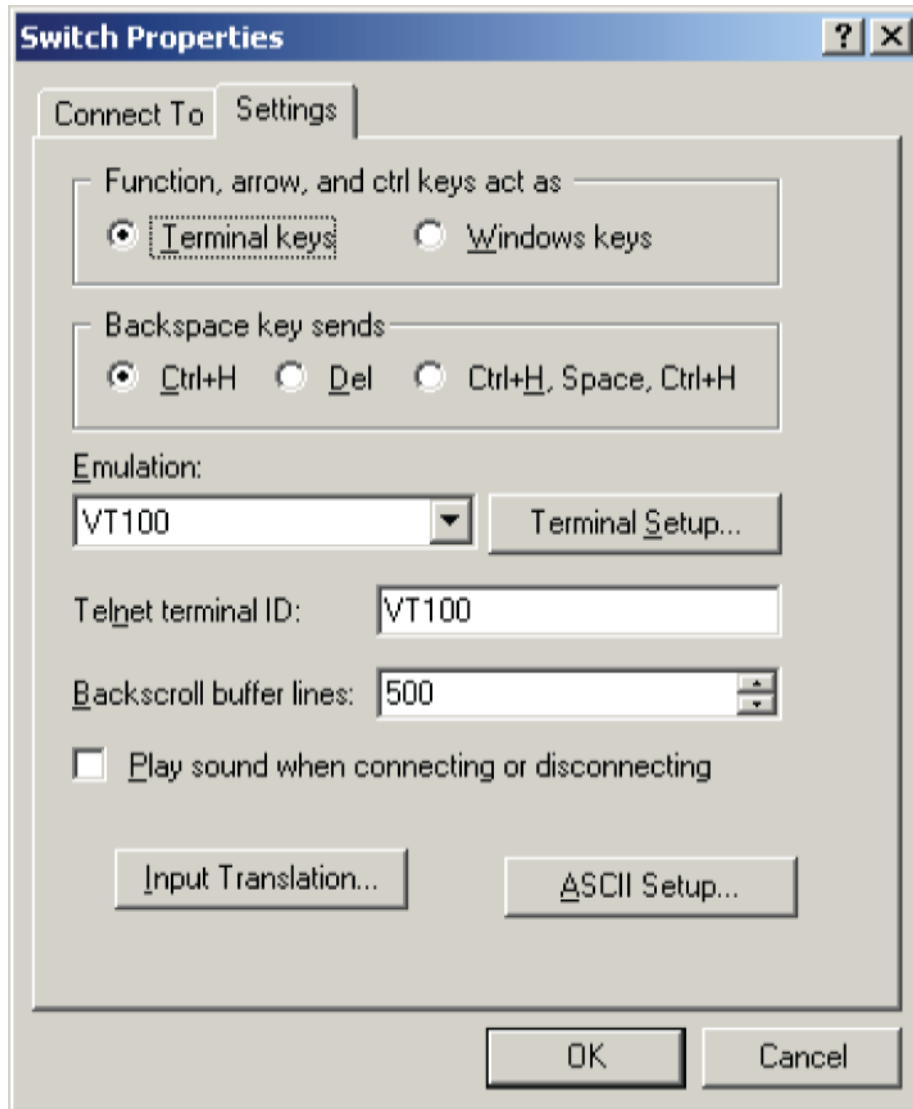 Switch Properties
Connect To Settings
Function, arrow, and ctrl keys act as
Terminal keys Windows keys
Backspace key sends
Ctrl+H Del Ctrl+H, Space, Ctrl+H
Emulation:
VT100 Terminal Setup...
Telnet terminal ID: VT100
Backscroll buffer lines: 500
Play sound when connecting or disconnecting
Input Translation... ASCII Setup...
OK Cancel